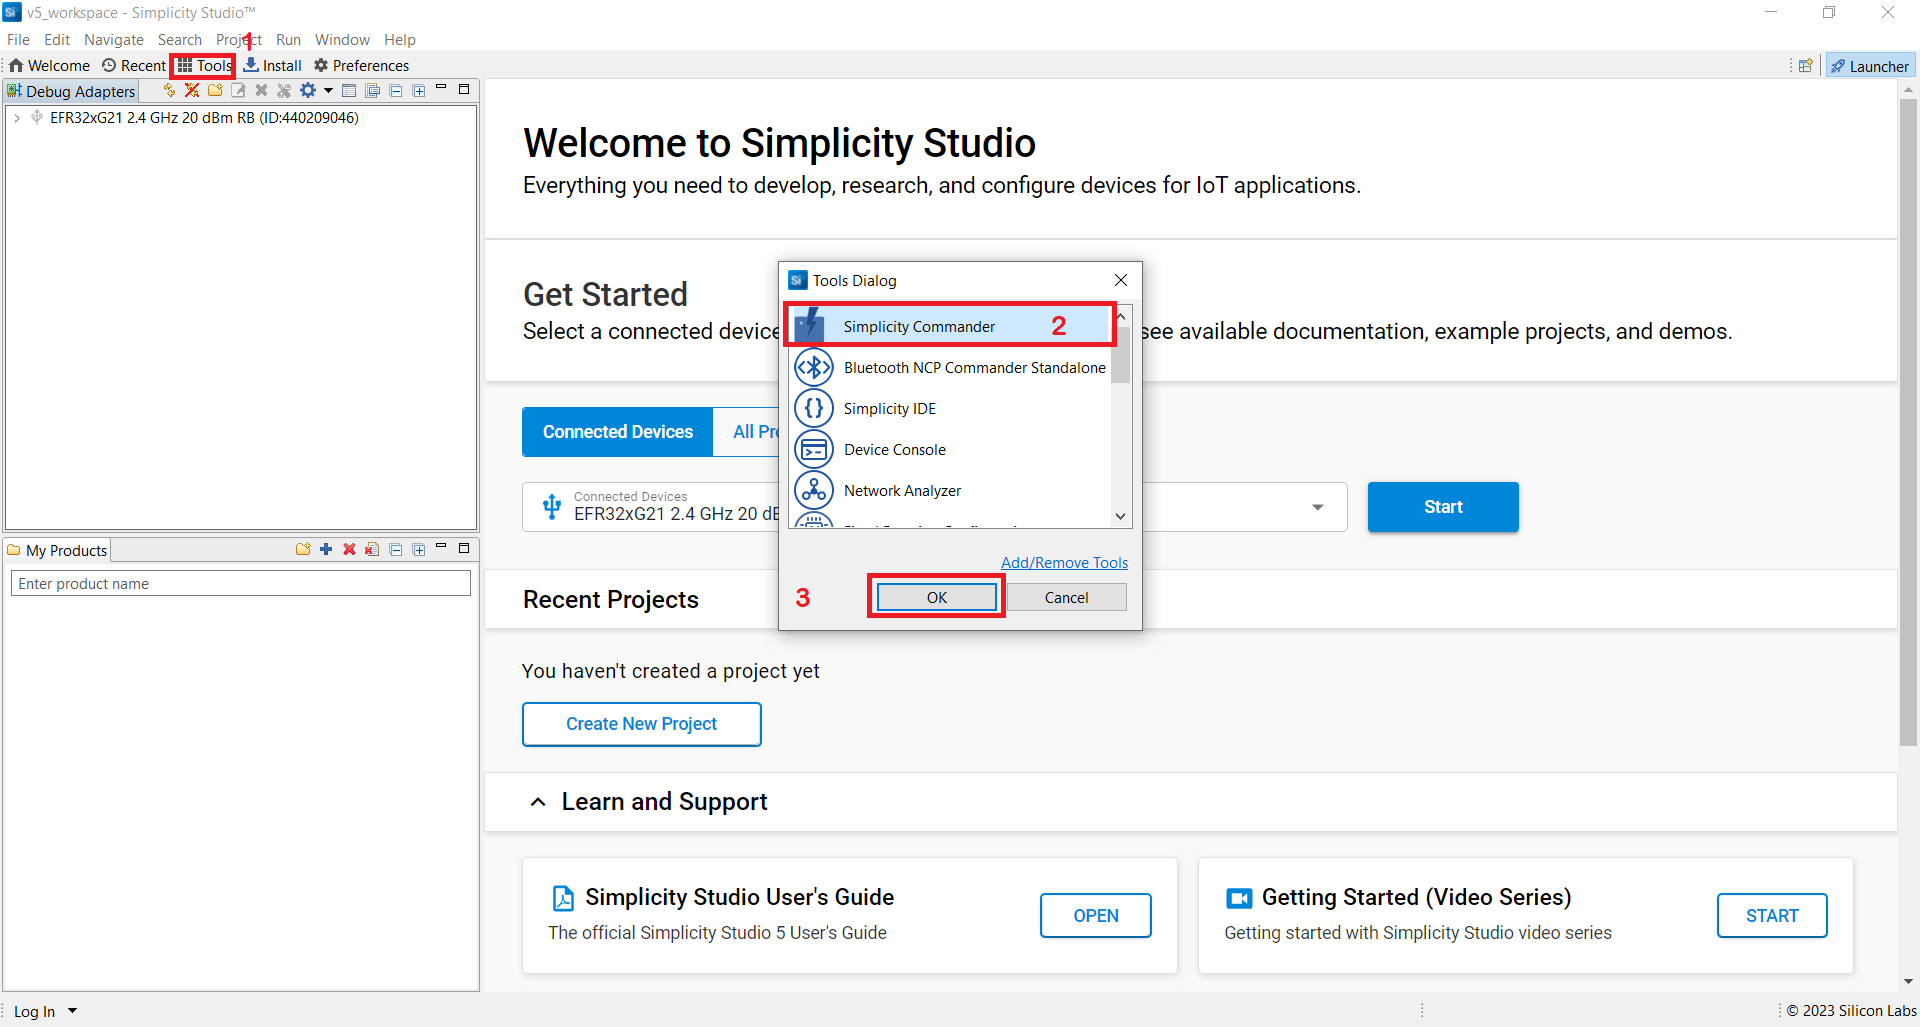 v5_workspace - Simplicity Studio™
File Edit Navigate Search Project Run Window Help
1
Welcome Recent Tools Install Preferences
Launcher
Debug Adapters
EFR32xG21 2.4 GHz 20 dBm RB (ID:440209046)
My Products
Enter product name
Welcome to Simplicity Studio
Everything you need to develop, research, and configure devices for IoT applications.
Get Started
Select a connected device
see available documentation, example projects, and demos.
Connected Devices
All Pro
Connected Devices
EFR32xG21 2.4 GHz 20 dB
Start
Tools Dialog
Simplicity Commander 2
Bluetooth NCP Commander Standalone
Simplicity IDE
Device Console
Network Analyzer
Add/Remove Tools
3 OK Cancel
Recent Projects
You haven't created a project yet
Create New Project
Learn and Support
Simplicity Studio User's Guide
The official Simplicity Studio 5 User's Guide
OPEN
Getting Started (Video Series)
Getting started with Simplicity Studio video series
START
Log In
© 2023 Silicon Labs